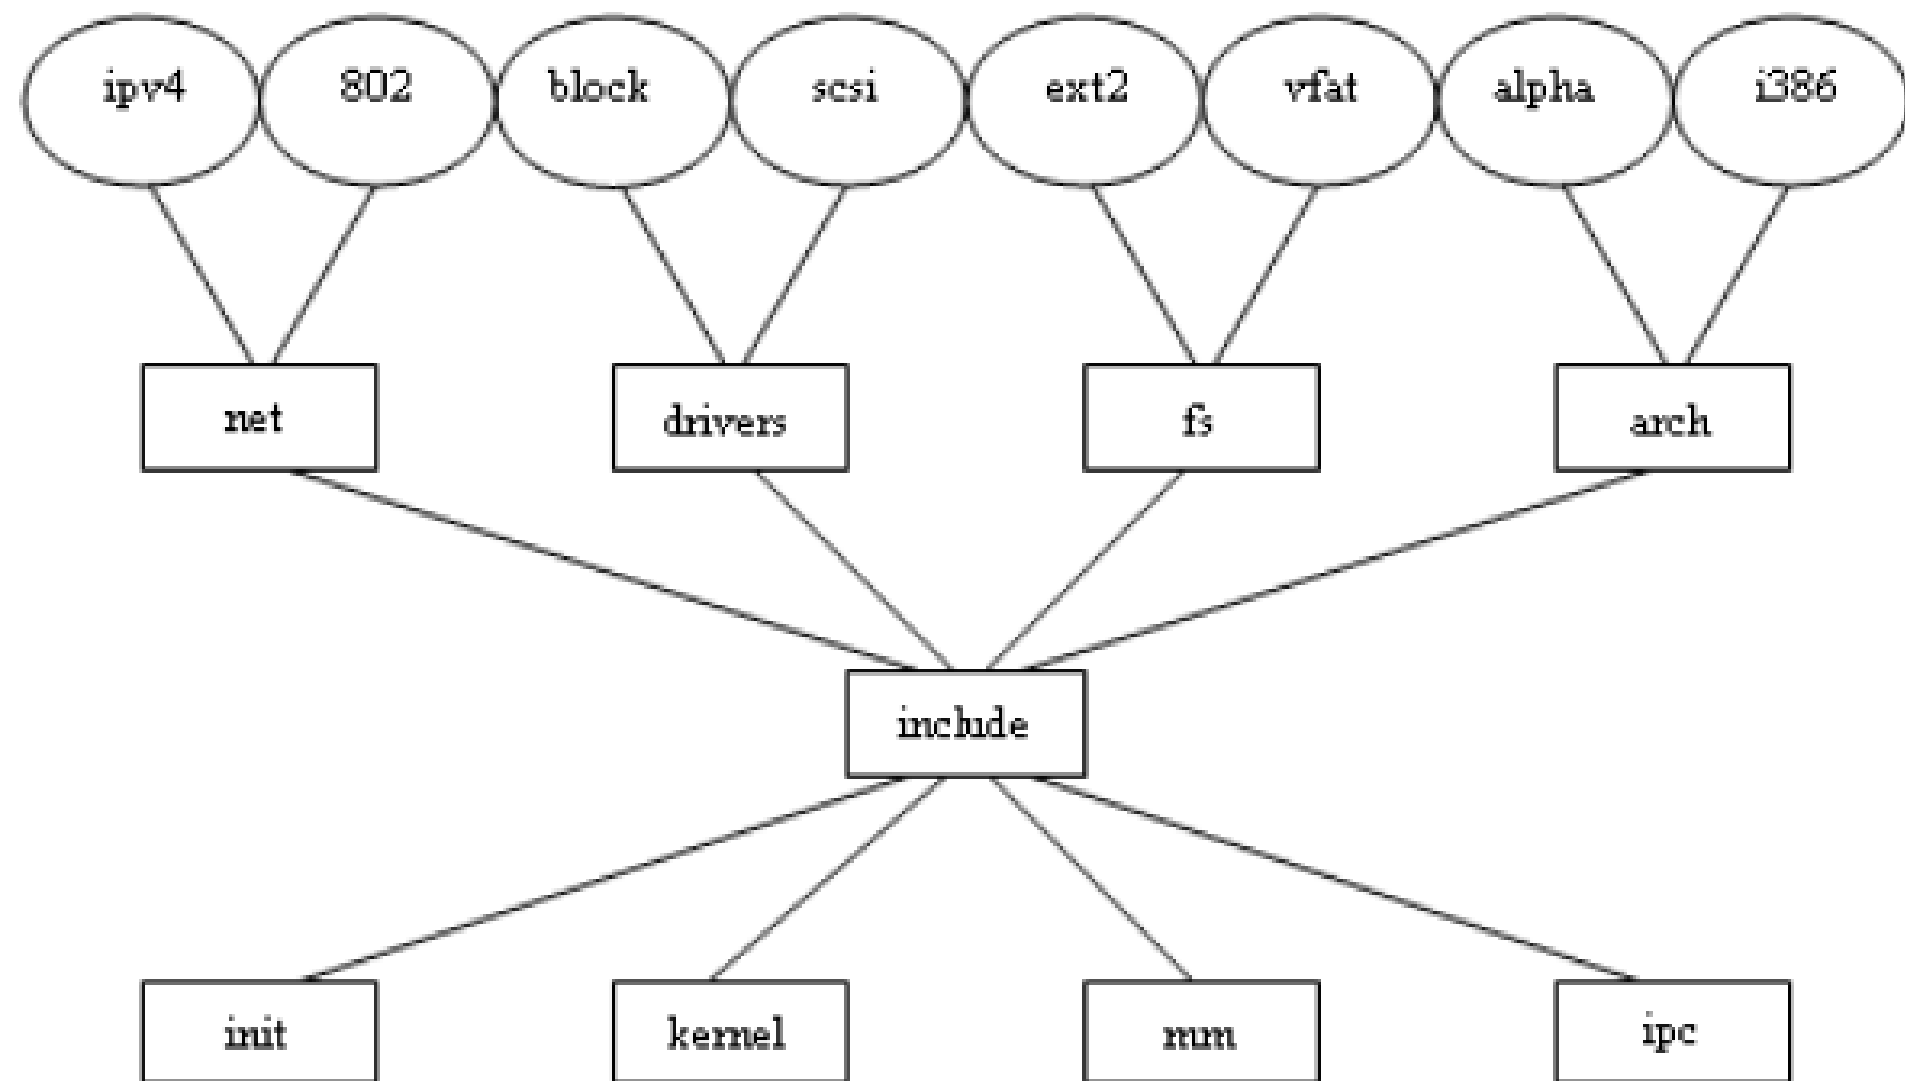 ipv4
802
block
scsi
ext2
vfat
alpha
i386
net
drivers
fs
arch
include
init
kernel
mm
ipc